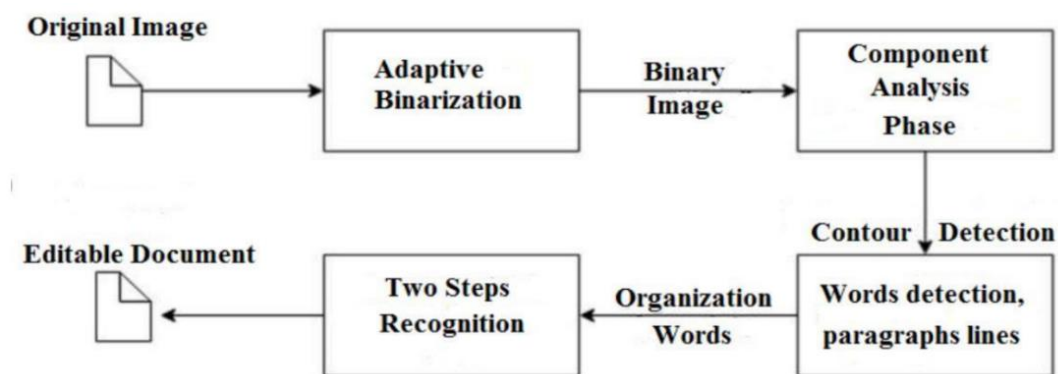 Original Image
Adaptive
Binarization
Binary
Image
Component
Analysis
Phase
Contour Detection
Editable Document
Two Steps
Recognition
Organization
Words
Words detection,
paragraphs lines